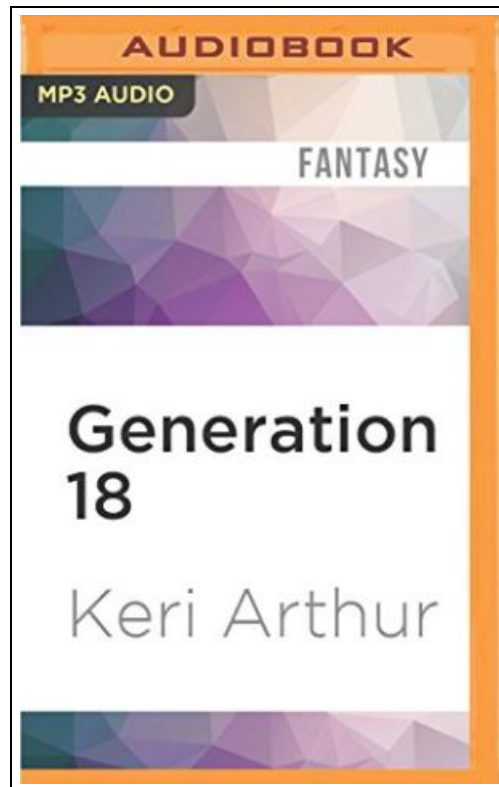 AUDIOBOOK
MP3 AUDIO
FANTASY
Generation
18
Keri Arthur